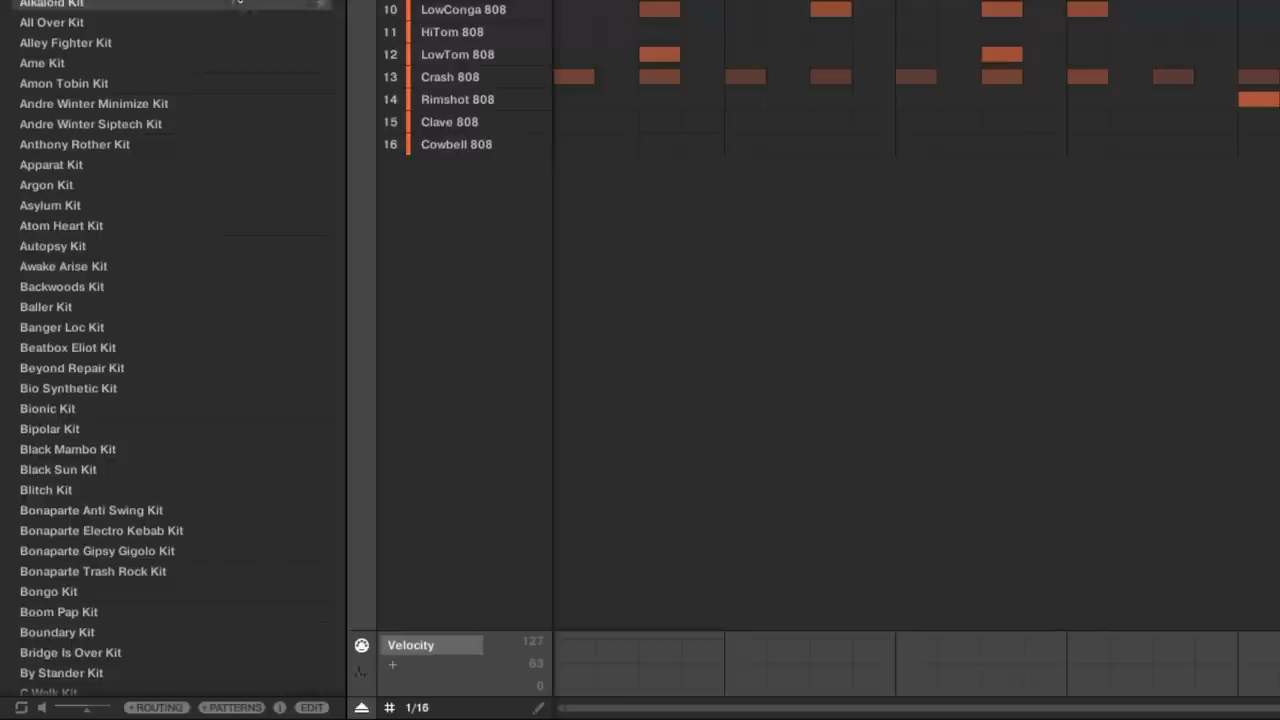 Alkaloid Kit
All Over Kit
Alley Fighter Kit
Ame Kit
Amon Tobin Kit
Andre Winter Minimize Kit
Andre Winter Siptech Kit
Anthony Rother Kit
Apparat Kit
Argon Kit
Asylum Kit
Atom Heart Kit
Autopsy Kit
Awake Arise Kit
Backwoods Kit
Baller Kit
Banger Loc Kit
Beatbox Eliot Kit
Beyond Repair Kit
Bio Synthetic Kit
Bionic Kit
Bipolar Kit
Black Mambo Kit
Black Sun Kit
Blitch Kit
Bonaparte Anti Swing Kit
Bonaparte Electro Kebab Kit
Bonaparte Gipsy Gigolo Kit
Bonaparte Trash Rock Kit
Bongo Kit
Boom Pap Kit
Boundary Kit
Bridge Is Over Kit
By Stander Kit
C Walk Kit
+ROUTING +PATTERNS i EDIT
10 LowConga 808
11 HiTom 808
12 LowTom 808
13 Crash 808
14 Rimshot 808
15 Clave 808
16 Cowbell 808
Velocity 127
+ 63
0
# 1/16